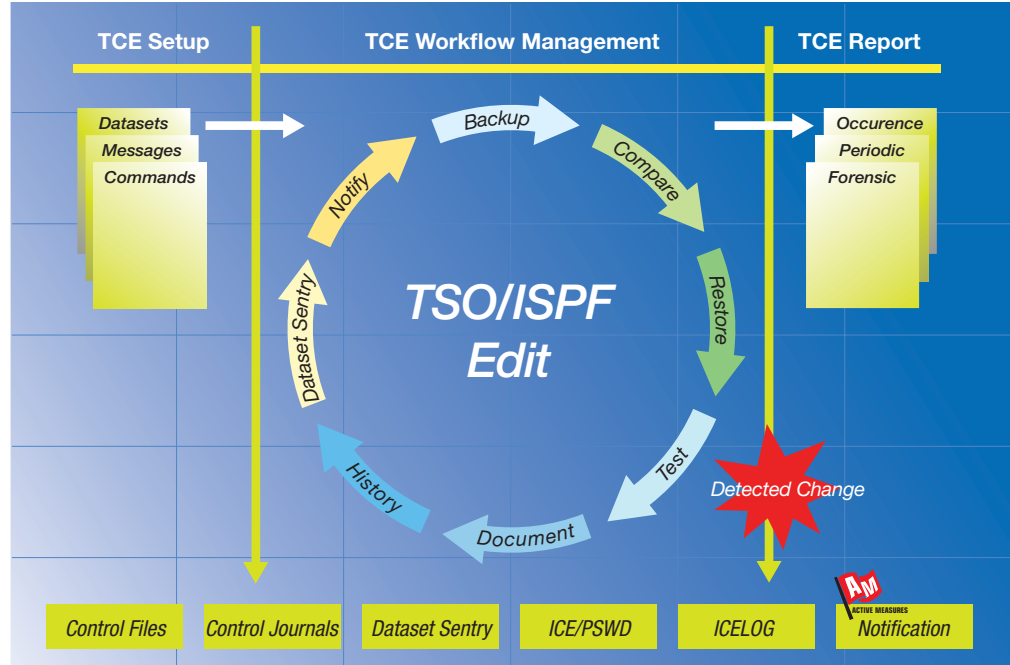 TCE Setup
TCE Workflow Management
TCE Report
Datasets
Messages
Commands
Occurence
Periodic
Forensic
Backup
Compare
Restore
Test
Document
History
Dataset Sentry
Notify
TSO/ISPF
Edit
Detected Change
AM
ACTIVE MEASURES
Control Files
Control Journals
Dataset Sentry
ICE/PSWD
ICELOG
Notification